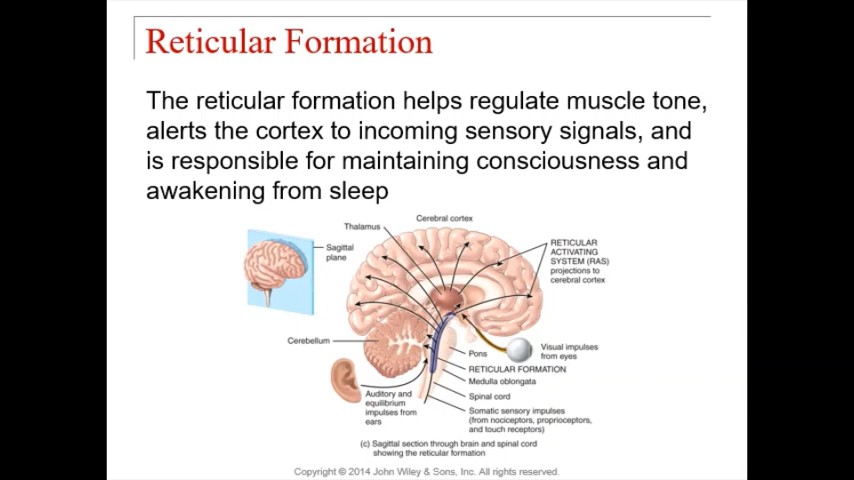 Reticular Formation
The reticular formation helps regulate muscle tone,
alerts the cortex to incoming sensory signals, and
is responsible for maintaining consciousness and
awakening from sleep
Cerebral cortex
Thalamus
Sagittal
plane
RETICULAR
ACTIVATING
SYSTEM (RAS)
projections to
cerebral cortex
Cerebellum
Visual impulses
from eyes
Pons
RETICULAR FORMATION
Medulla oblongata
Auditory and
equilibrium
impulses from
ears
Spinal cord
Somatic sensory impulses
(from nociceptors, proprioceptors,
and touch receptors)
(c) Sagittal section through brain and spinal cord
showing the reticular formation
Copyright © 2014 John Wiley & Sons, Inc. All rights reserved.